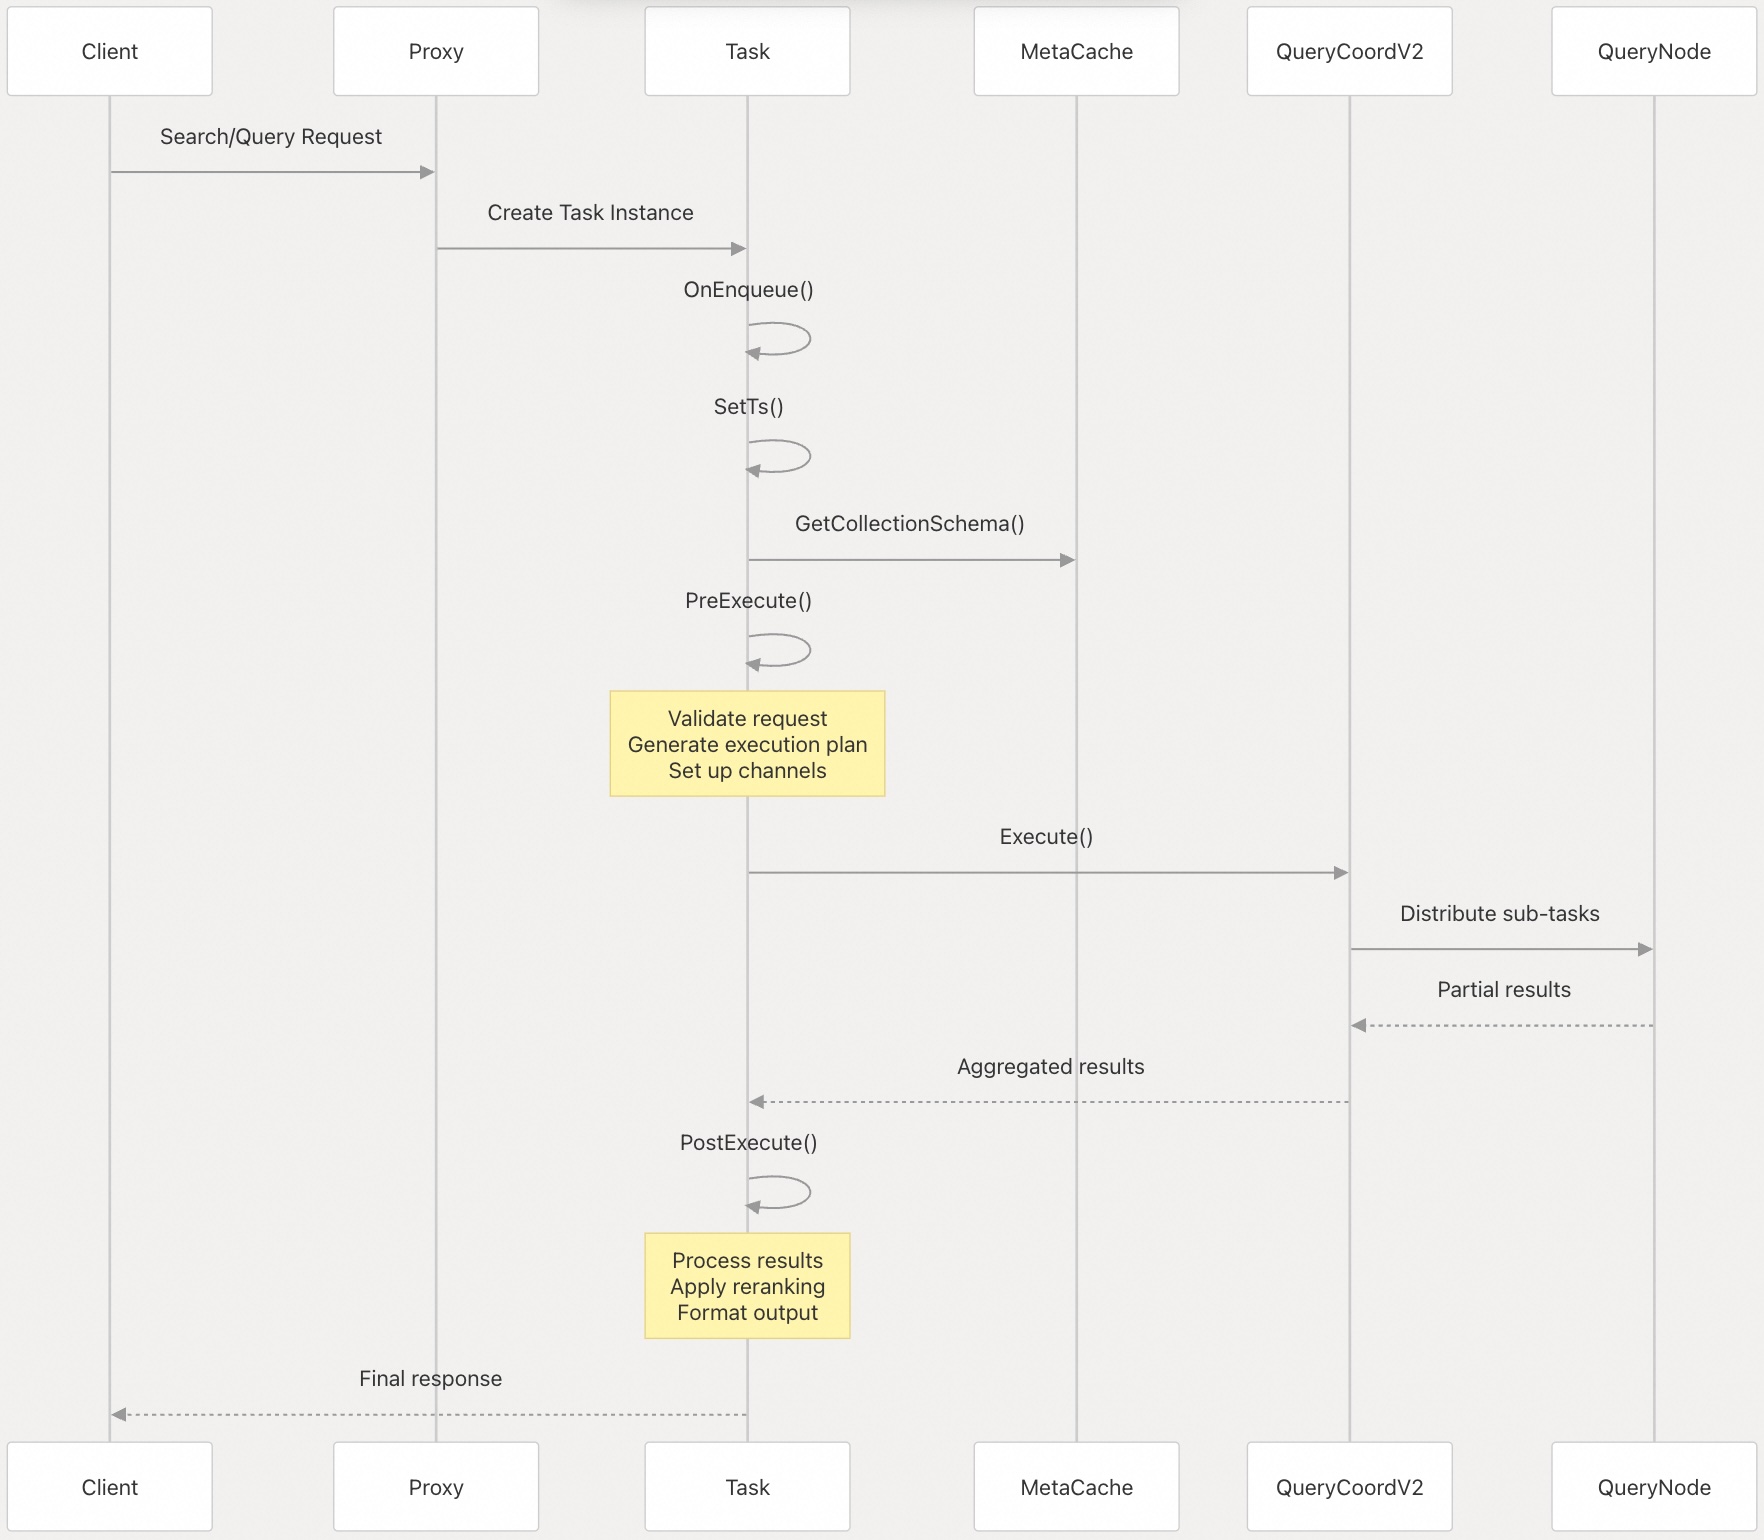 Client
Proxy
Task
MetaCache
QueryCoordV2
QueryNode
Search/Query Request
Create Task Instance
OnEnqueue()
SetTs()
GetCollectionSchema()
PreExecute()
Validate request
Generate execution plan
Set up channels
Execute()
Distribute sub-tasks
Partial results
Aggregated results
PostExecute()
Process results
Apply reranking
Format output
Final response
Client
Proxy
Task
MetaCache
QueryCoordV2
QueryNode